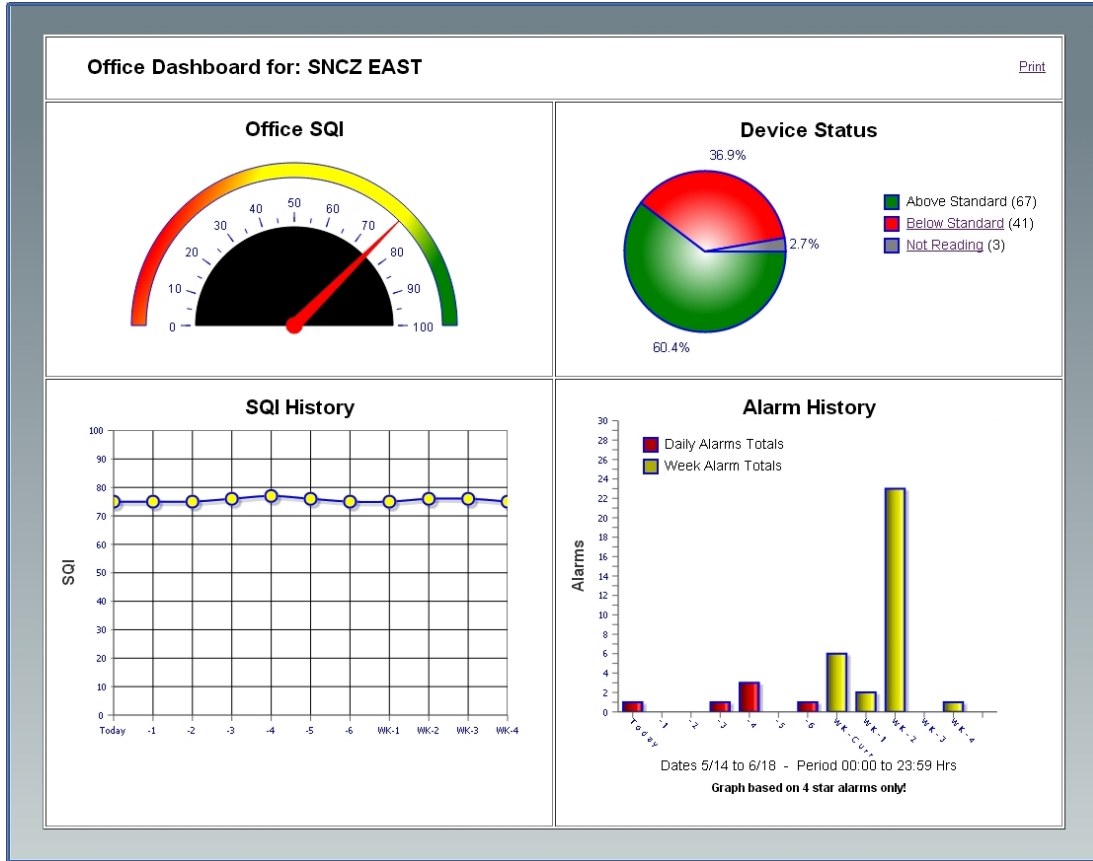 Office Dashboard for: SNCZ EAST
Print
Office SQI
0
10
20
30
40
50
60
70
80
90
100
Device Status
36.9%
2.7%
60.4%
Above Standard (67)
Below Standard (41)
Not Reading (3)
SQI History
SQI
100
90
80
70
60
50
40
30
20
10
0
Today -1 -2 -3 -4 -5 -6 WK-1 WK-2 WK-3 WK-4
Alarm History
Daily Alarms Totals
Week Alarm Totals
Alarms
30
28
26
24
22
20
18
16
14
12
10
8
6
4
2
0
Today -1 -2 -3 -4 -5 -6 WK-Curr WK-1 WK-2 WK-3 WK-4
Dates 5/14 to 6/18 - Period 00:00 to 23:59 Hrs
Graph based on 4 star alarms only!